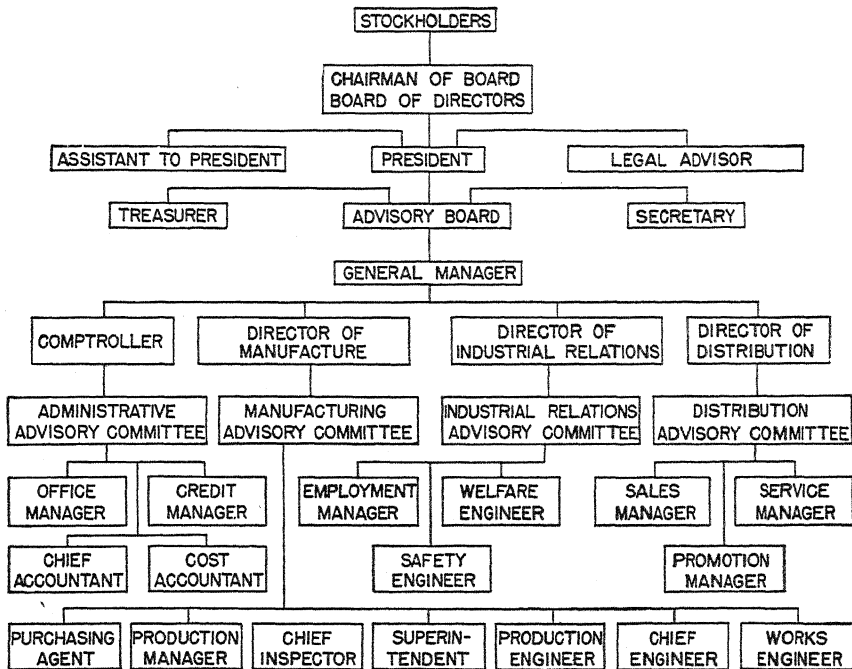 STOCKHOLDERS
CHAIRMAN OF BOARD
BOARD OF DIRECTORS
ASSISTANT TO PRESIDENT
PRESIDENT
LEGAL ADVISOR
TREASURER
ADVISORY BOARD
SECRETARY
GENERAL MANAGER
COMPTROLLER
DIRECTOR OF
MANUFACTURE
DIRECTOR OF
INDUSTRIAL RELATIONS
DIRECTOR OF
DISTRIBUTION
ADMINISTRATIVE
ADVISORY COMMITTEE
MANUFACTURING
ADVISORY COMMITTEE
INDUSTRIAL RELATIONS
ADVISORY COMMITTEE
DISTRIBUTION
ADVISORY COMMITTEE
OFFICE
MANAGER
CREDIT
MANAGER
EMPLOYMENT
MANAGER
WELFARE
ENGINEER
SALES
MANAGER
SERVICE
MANAGER
CHIEF
ACCOUNTANT
COST
ACCOUNTANT
SAFETY
ENGINEER
PROMOTION
MANAGER
PURCHASING
AGENT
PRODUCTION
MANAGER
CHIEF
INSPECTOR
SUPERIN-
TENDENT
PRODUCTION
ENGINEER
CHIEF
ENGINEER
WORKS
ENGINEER